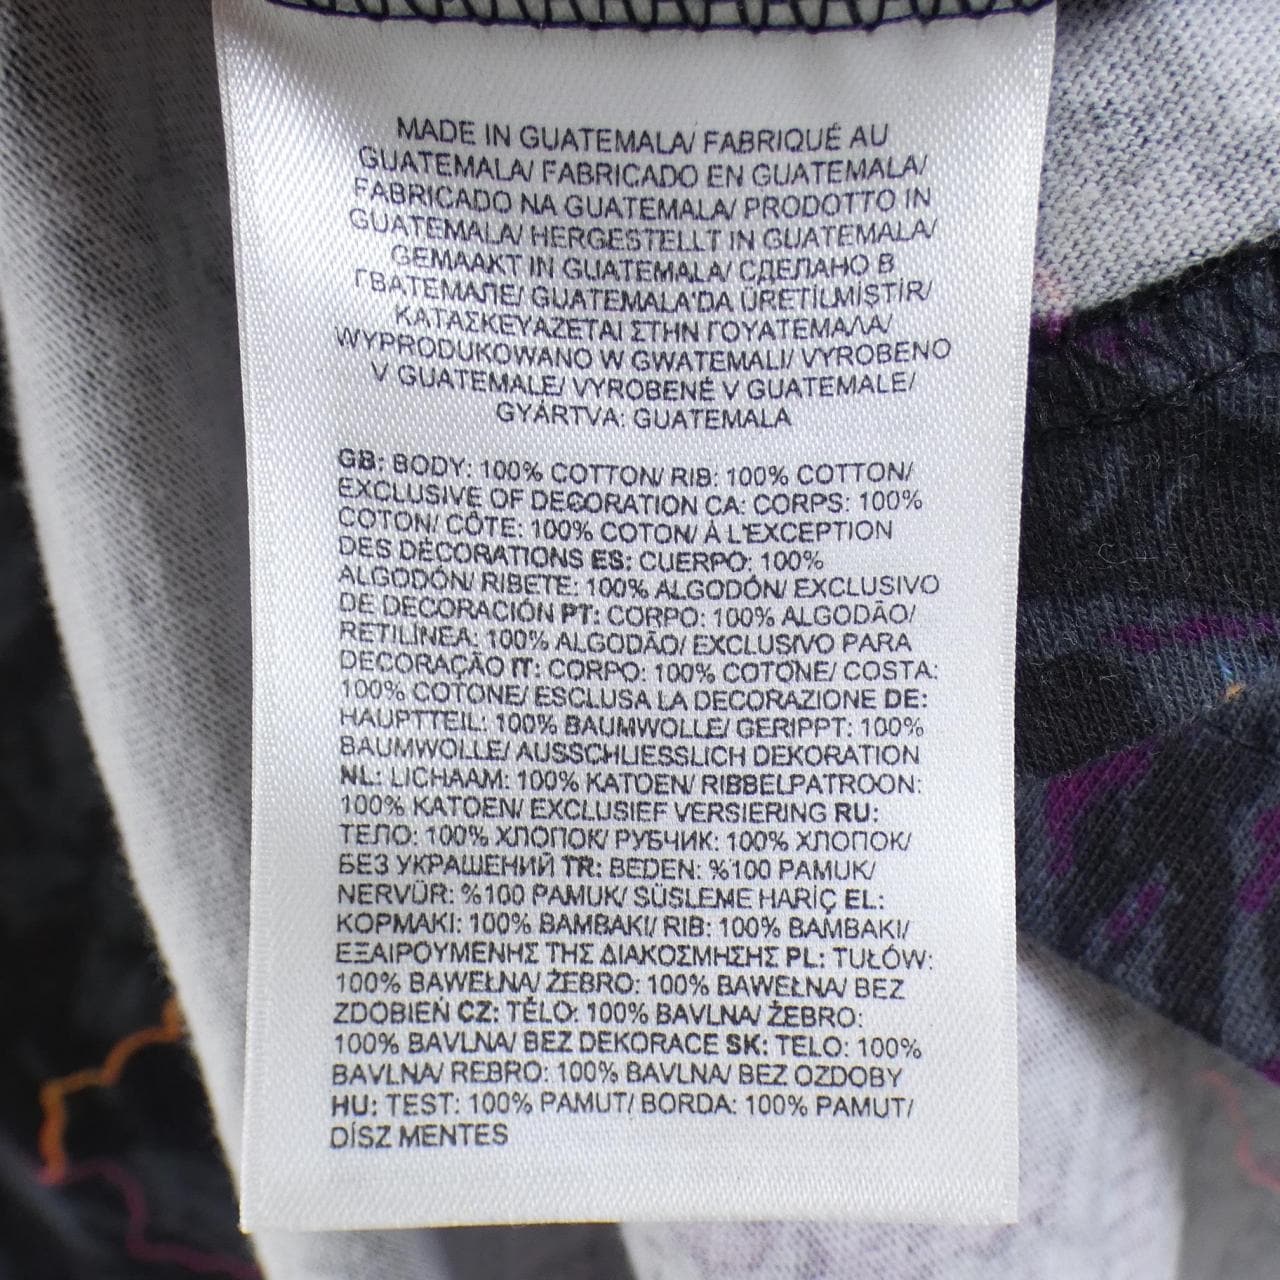 MADE IN GUATEMALA/ FABRIQUÉ AU
GUATEMALA/ FABRICADO EN GUATEMALA/
FABRICADO NA GUATEMALA/ PRODOTTO IN
GUATEMALA/ HERGESTELLT IN GUATEMALA/
GEMAAKT IN GUATEMALA/ СДЕЛАНО В
ГВАТЕМАЛЕ/ GUATEMALA'DA ÜRETİLMİŞTİR/
ΚΑΤΑΣΚΕΥΑΖΕΤΑΙ ΣΤΗΝ ΓΟΥΑΤΕΜΑΛΑ/
WYPRODUKOWANO W GWATEMALI/ VYROBENO
V GUATEMALE/ VYROBENÉ V GUATEMALE/
GYÁRTVA: GUATEMALA
GB: BODY: 100% COTTON/ RIB: 100% COTTON/
EXCLUSIVE OF DECORATION CA: CORPS: 100%
COTON/ CÔTE: 100% COTON/ À L'EXCEPTION
DES DÉCORATIONS ES: CUERPO: 100%
ALGODÓN/ RIBETE: 100% ALGODÓN/ EXCLUSIVO
DE DECORACIÓN PT: CORPO: 100% ALGODÃO/
RETILÍNEA: 100% ALGODÃO/ EXCLUSIVO PARA
DECORAÇÃO IT: CORPO: 100% COTONE/ COSTA:
100% COTONE/ ESCLUSA LA DECORAZIONE DE:
HAUPTTEIL: 100% BAUMWOLLE/ GERIPPT: 100%
BAUMWOLLE/ AUSSCHLIESSLICH DEKORATION
NL: LICHAAM: 100% KATOEN/ RIBBELPATROON:
100% KATOEN/ EXCLUSIEF VERSIERING RU:
ТЕЛО: 100% ХЛОПОК/ РУБЧИК: 100% ХЛОПОК/
БЕЗ УКРАШЕНИЙ TR: BEDEN: %100 PAMUK/
NERVÜR: %100 PAMUK/ SÜSLEME HARİÇ EL:
ΚΟΡΜΑΚΙ: 100% ΒΑΜΒΑΚΙ/ RIB: 100% ΒΑΜΒΑΚΙ/
ΕΞΑΙΡΟΥΜΕΝΗΣ ΤΗΣ ΔΙΑΚΟΣΜΗΣΗΣ PL: TUŁÓW:
100% BAWEŁNA/ ŻEBRO: 100% BAWEŁNA/ BEZ
ZDOBIEŃ CZ: TĚLO: 100% BAVLNA/ ŽEBRO:
100% BAVLNA/ BEZ DEKORACE SK: TELO: 100%
BAVLNA/ REBRO: 100% BAVLNA/ BEZ OZDOBY
HU: TEST: 100% PAMUT/ BORDA: 100% PAMUT/
DÍSZ MENTES